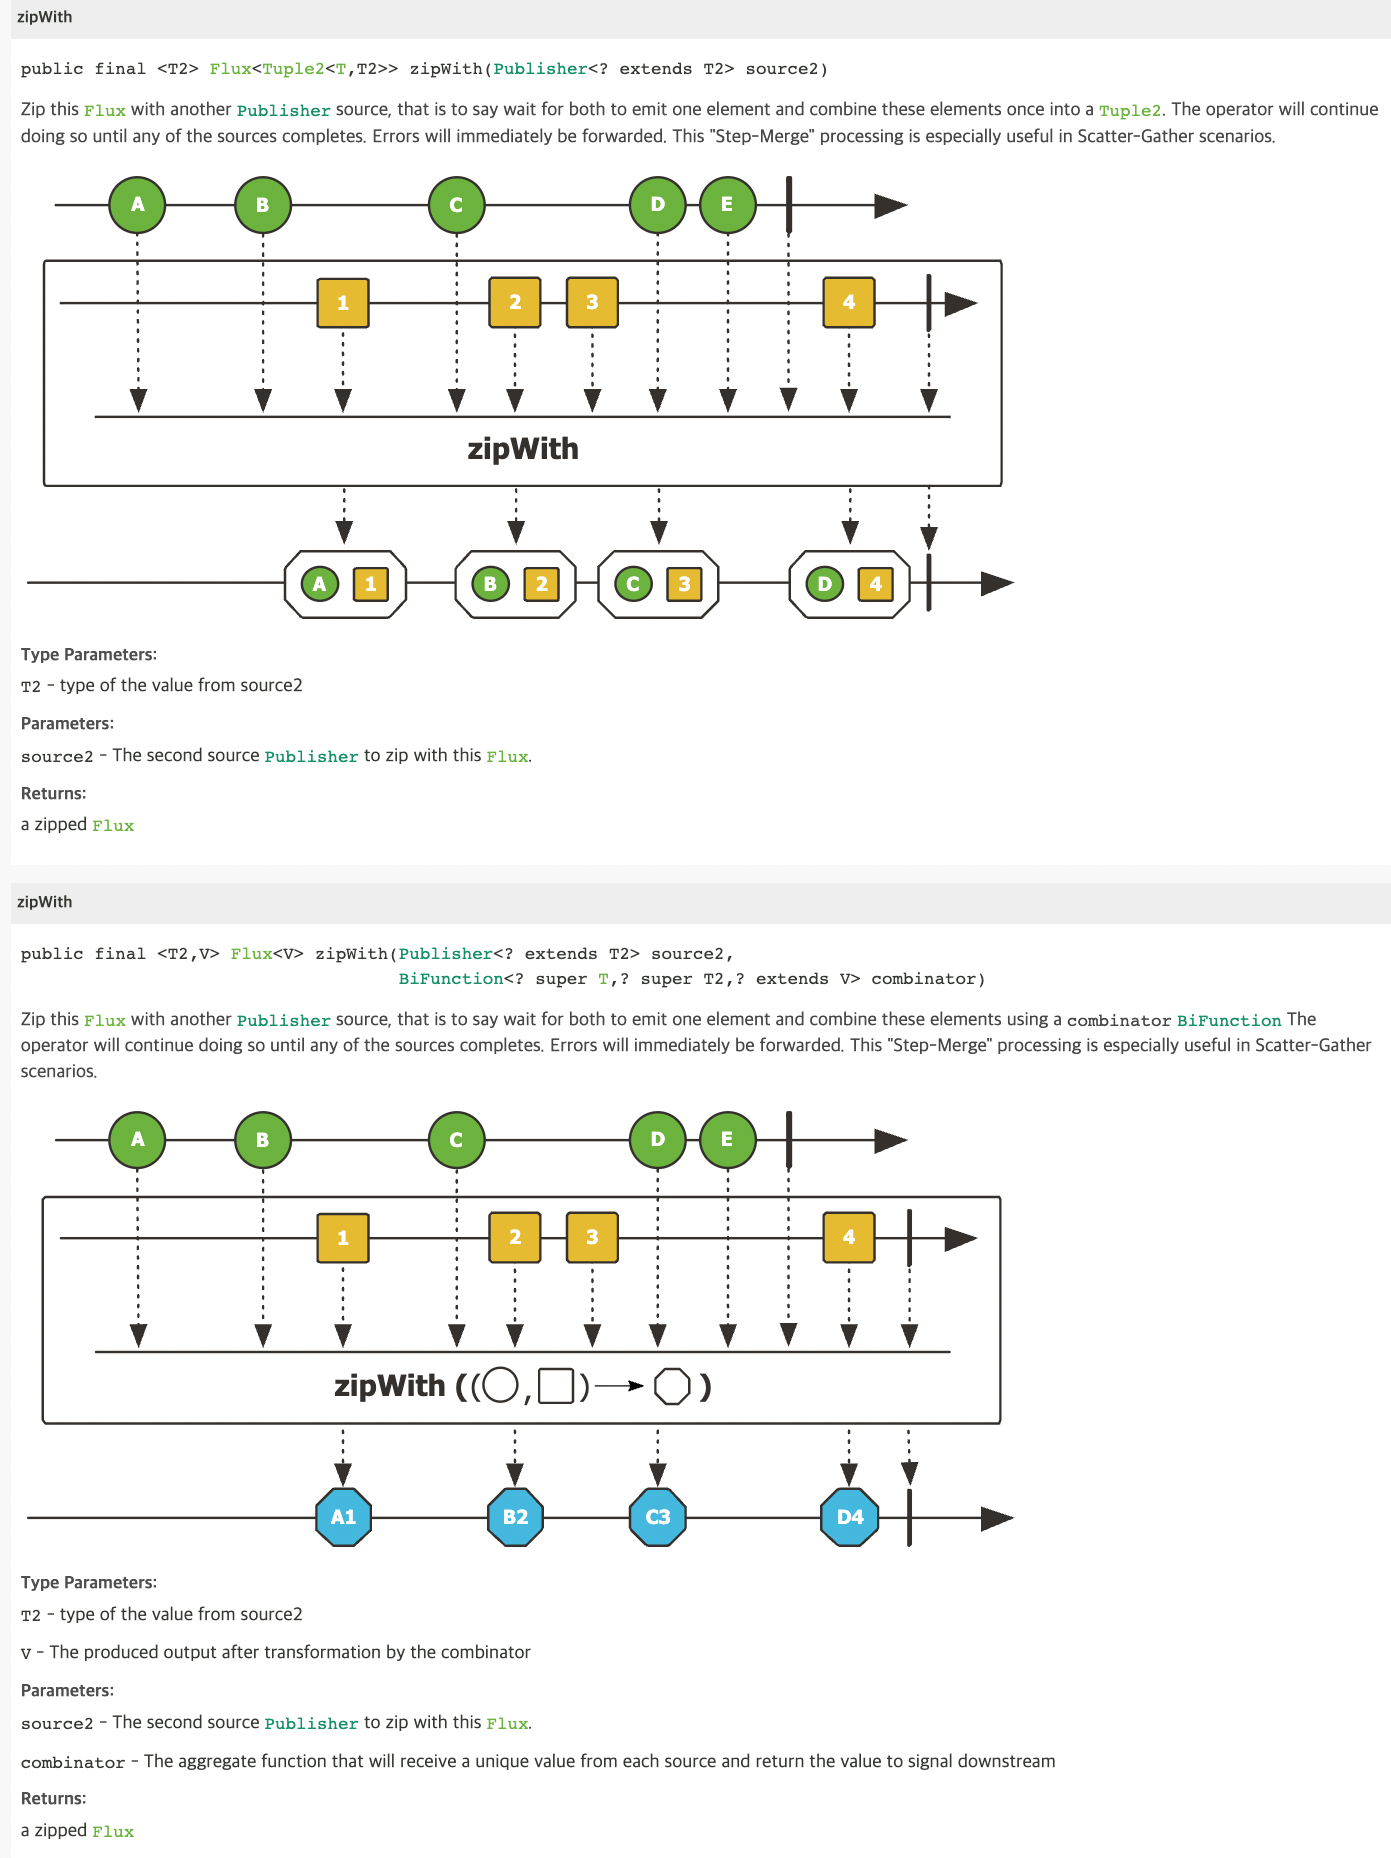 zipWith
public final <T2> Flux<Tuple2<T,T2>> zipWith(Publisher<? extends T2> source2)
Zip this Flux with another Publisher source, that is to say wait for both to emit one element and combine these elements once into a Tuple2. The operator will continue
doing so until any of the sources completes. Errors will immediately be forwarded. This "Step-Merge" processing is especially useful in Scatter-Gather scenarios.
A B C D E
1 2 3 4
zipWith
A 1 B 2 C 3 D 4
Type Parameters:
T2 - type of the value from source2
Parameters:
source2 - The second source Publisher to zip with this Flux.
Returns:
a zipped Flux
zipWith
public final <T2,V> Flux<V> zipWith(Publisher<? extends T2> source2,
BiFunction<? super T,? super T2,? extends V> combinator)
Zip this Flux with another Publisher source, that is to say wait for both to emit one element and combine these elements using a combinator BiFunction The
operator will continue doing so until any of the sources completes. Errors will immediately be forwarded. This "Step-Merge" processing is especially useful in Scatter-Gather
scenarios.
A B C D E
1 2 3 4
zipWith (( , ) )
A1 B2 C3 D4
Type Parameters:
T2 - type of the value from source2
V - The produced output after transformation by the combinator
Parameters:
source2 - The second source Publisher to zip with this Flux.
combinator - The aggregate function that will receive a unique value from each source and return the value to signal downstream
Returns:
a zipped Flux